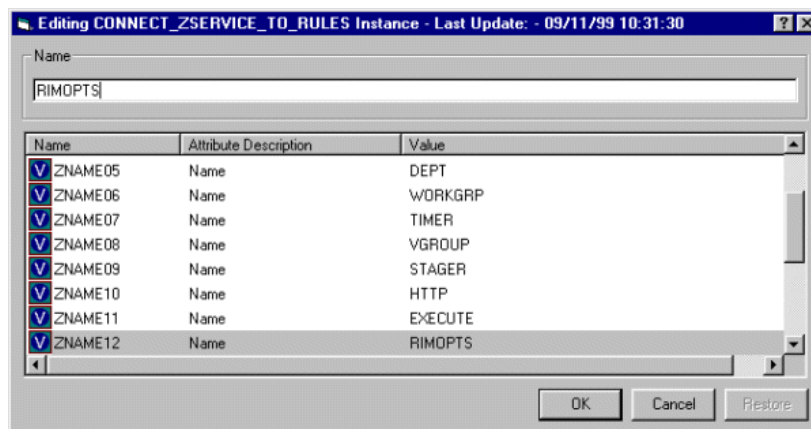 Editing CONNECT_ZSERVICE_TO_RULES Instance - Last Update: - 09/11/99 10:31:30
Name
RIMOPTS
Name Attribute Description Value
V ZNAME05 Name DEPT
V ZNAME06 Name WORKGRP
V ZNAME07 Name TIMER
V ZNAME08 Name VGROUP
V ZNAME09 Name STAGER
V ZNAME10 Name HTTP
V ZNAME11 Name EXECUTE
V ZNAME12 Name RIMOPTS
OK Cancel Restore